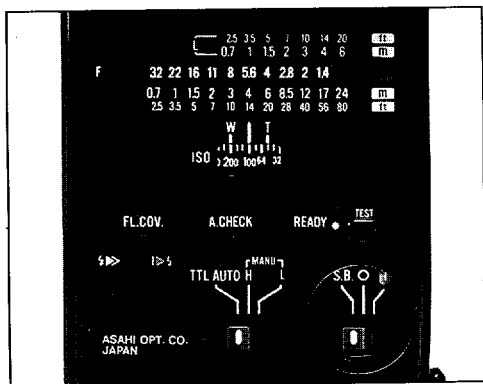 2.5 3.5 5 7 10 14 20 ft
0.7 1 1.5 2 3 4 6 m
F 32 22 16 11 8 5.6 4 2.8 2 1.4
0.7 1 1.5 2 3 4 6 8.5 12 17 24 m
2.5 3.5 5 7 10 14 20 28 40 56 80 ft
W T
ISO 200 100 64 32
FL.COV. A.CHECK READY TEST
MANU
TTL AUTO H L
S.B.
ASAHI OPT. CO.
JAPAN